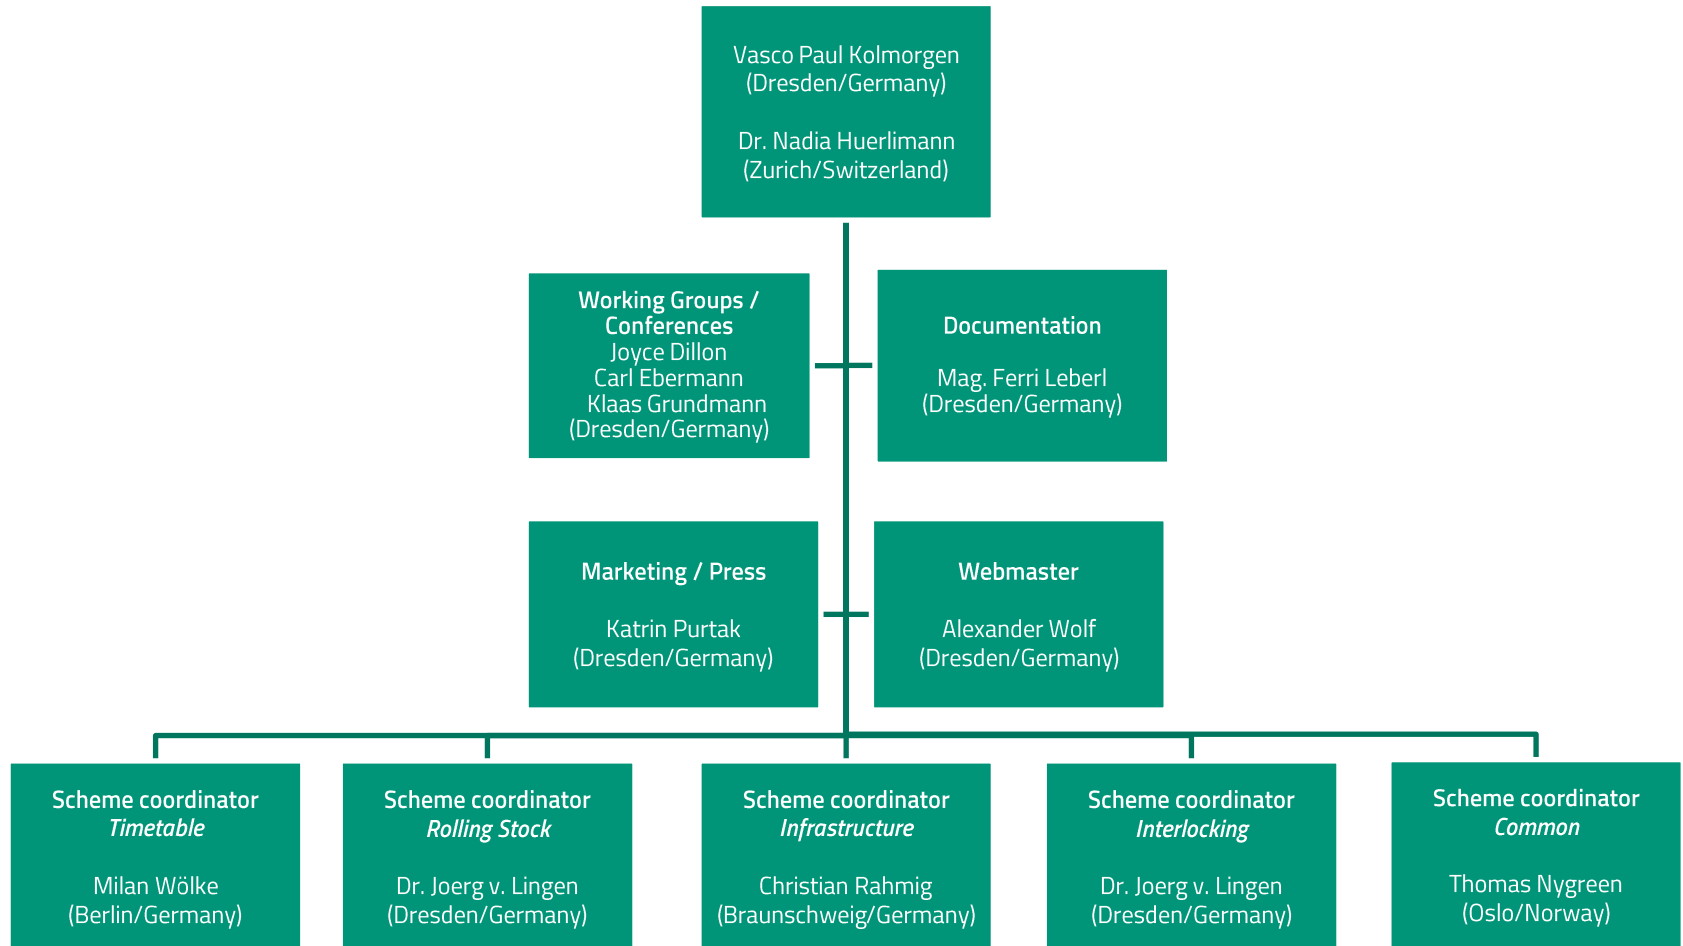 Vasco Paul Kolmorgen
(Dresden/Germany)
Dr. Nadia Huerlimann
(Zurich/Switzerland)
Working Groups /
Conferences
Joyce Dillon
Carl Ebermann
Klaas Grundmann
(Dresden/Germany)
Documentation
Mag. Ferri Leberl
(Dresden/Germany)
Marketing / Press
Katrin Purtak
(Dresden/Germany)
Webmaster
Alexander Wolf
(Dresden/Germany)
Scheme coordinator
Timetable
Milan Wölke
(Berlin/Germany)
Scheme coordinator
Rolling Stock
Dr. Joerg v. Lingen
(Dresden/Germany)
Scheme coordinator
Infrastructure
Christian Rahmig
(Braunschweig/Germany)
Scheme coordinator
Interlocking
Dr. Joerg v. Lingen
(Dresden/Germany)
Scheme coordinator
Common
Thomas Nygreen
(Oslo/Norway)